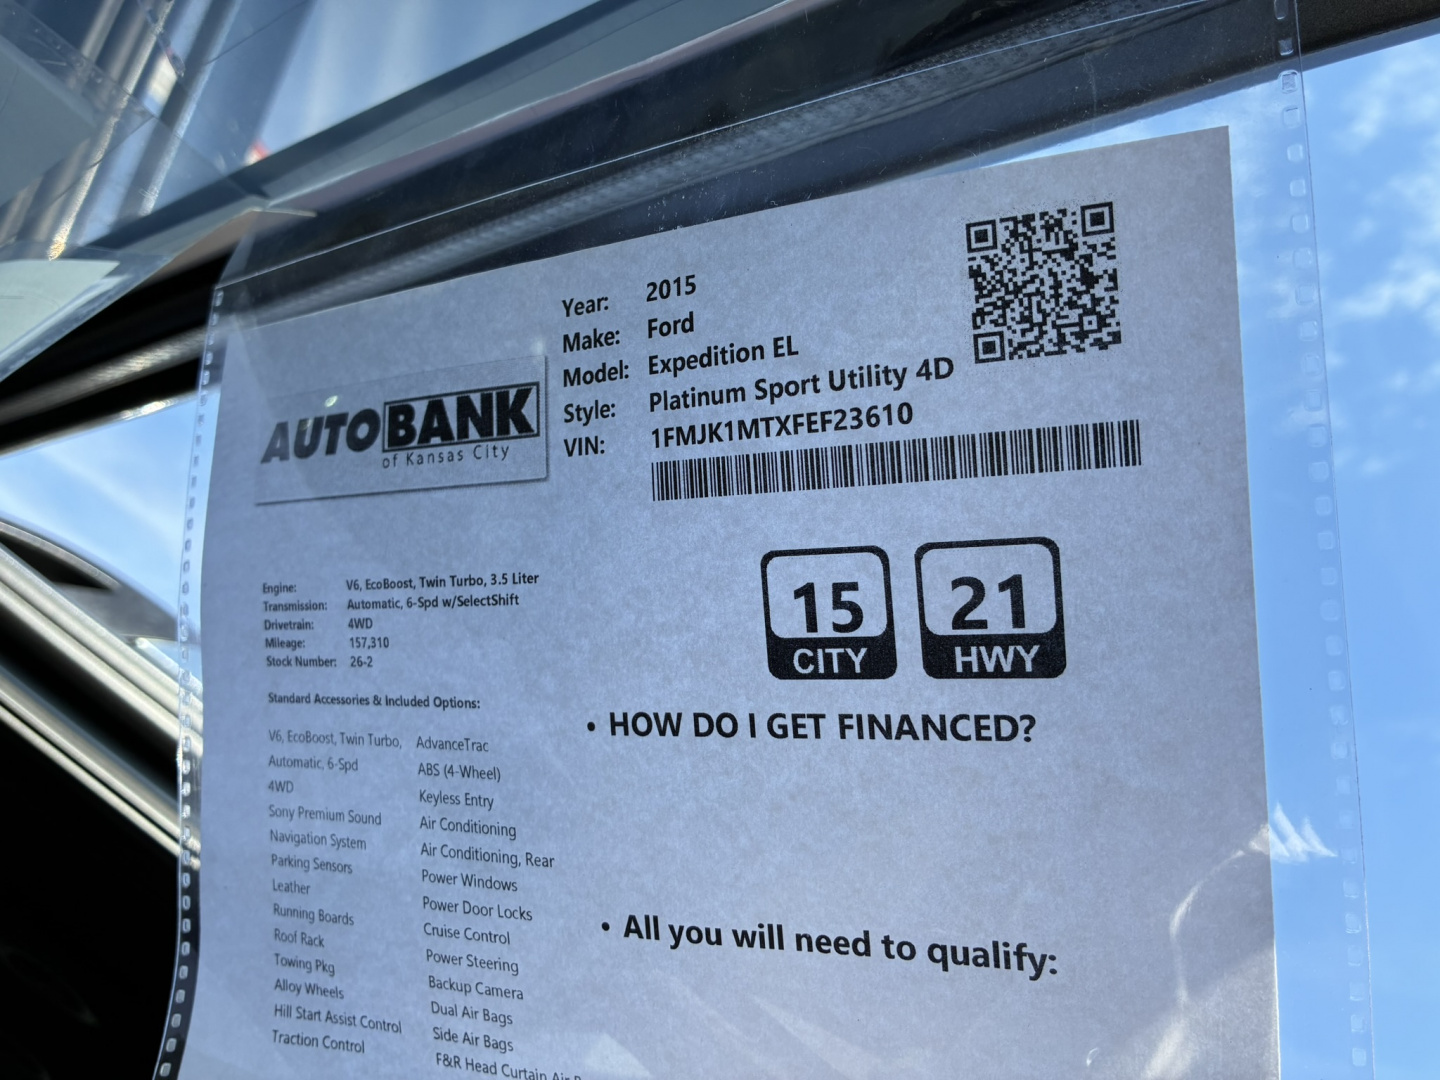 AUTOBANK
of Kansas City
Year: 2015
Make: Ford
Model: Expedition EL
Style: Platinum Sport Utility 4D
VIN: 1FMJK1MTXFEF23610
Engine: V6, EcoBoost, Twin Turbo, 3.5 Liter
Transmission: Automatic, 6-Spd w/SelectShift
Drivetrain: 4WD
Mileage: 157,310
Stock Number: 26-2
15
CITY
21
HWY
Standard Accessories & Included Options:
V6, EcoBoost, Twin Turbo,
Automatic, 6-Spd
4WD
Sony Premium Sound
Navigation System
Parking Sensors
Leather
Running Boards
Roof Rack
Towing Pkg
Alloy Wheels
Hill Start Assist Control
Traction Control
AdvanceTrac
ABS (4-Wheel)
Keyless Entry
Air Conditioning
Air Conditioning, Rear
Power Windows
Power Door Locks
Cruise Control
Power Steering
Backup Camera
Dual Air Bags
Side Air Bags
F&R Head Curtain Air
• HOW DO I GET FINANCED?
• All you will need to qualify: